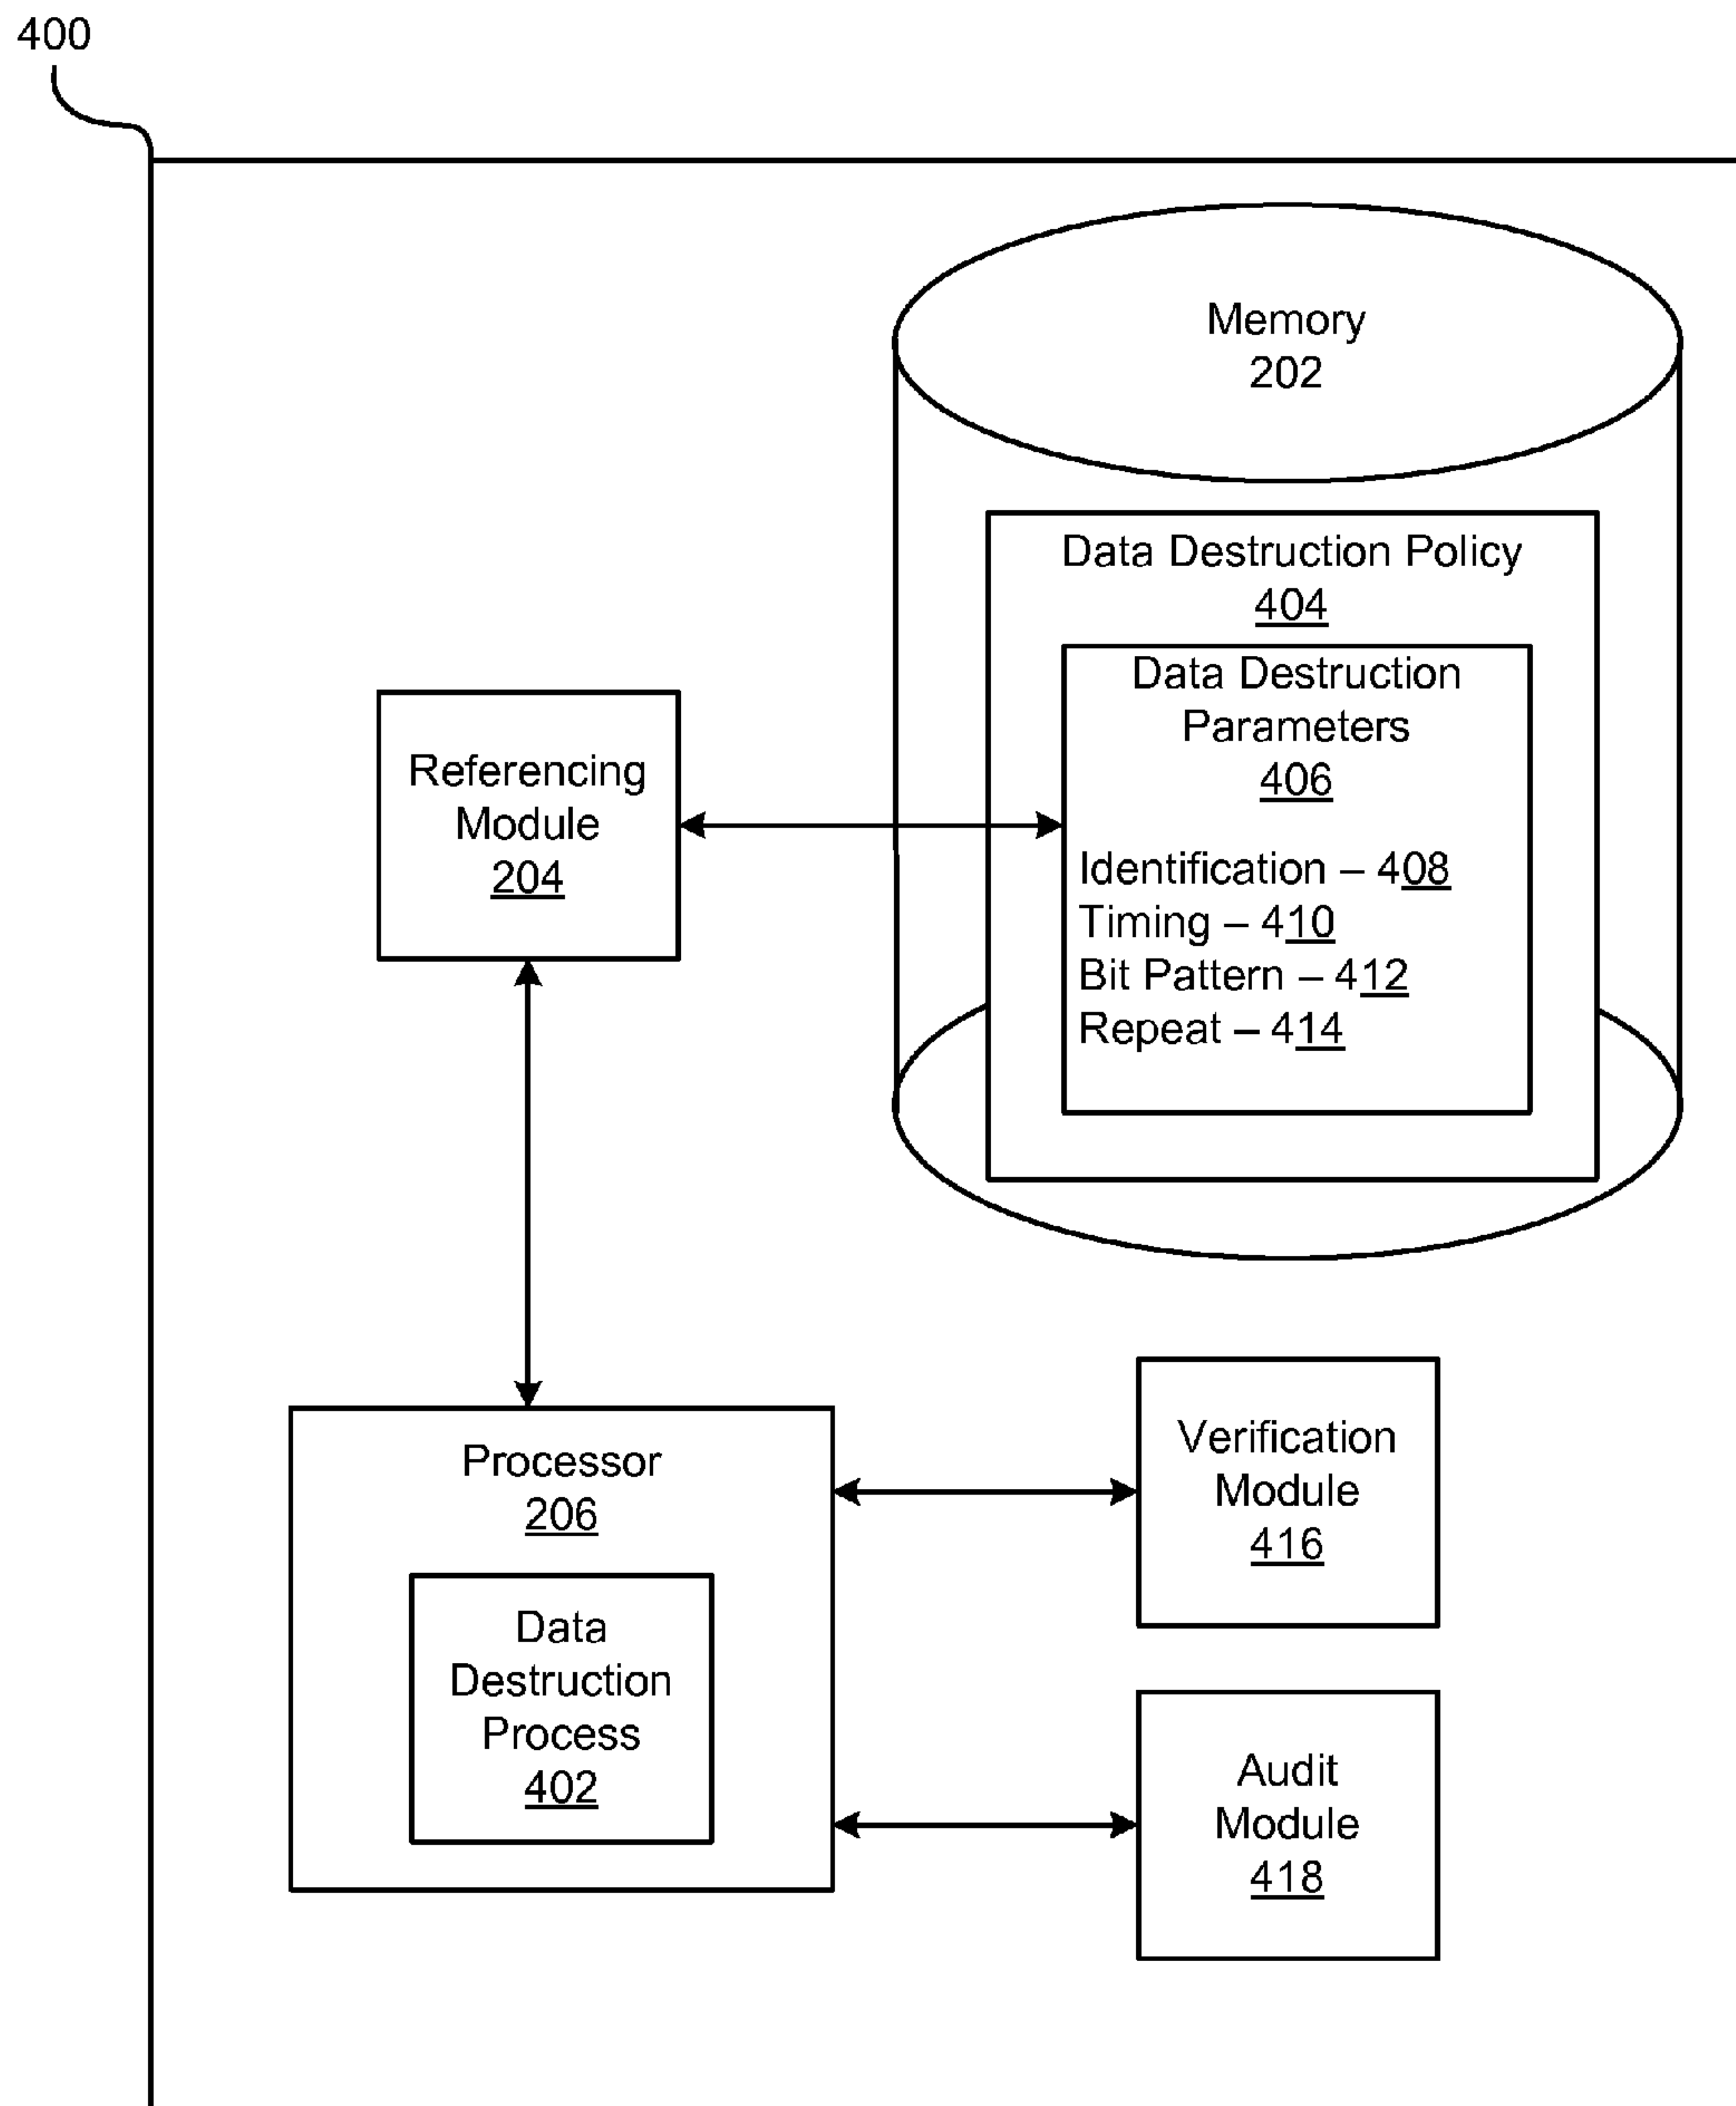 400
Memory
202
Data Destruction Policy
404
Data Destruction
Parameters
406
Identification – 408
Timing – 410
Bit Pattern – 412
Repeat – 414
Referencing
Module
204
Processor
206
Data
Destruction
Process
402
Verification
Module
416
Audit
Module
418